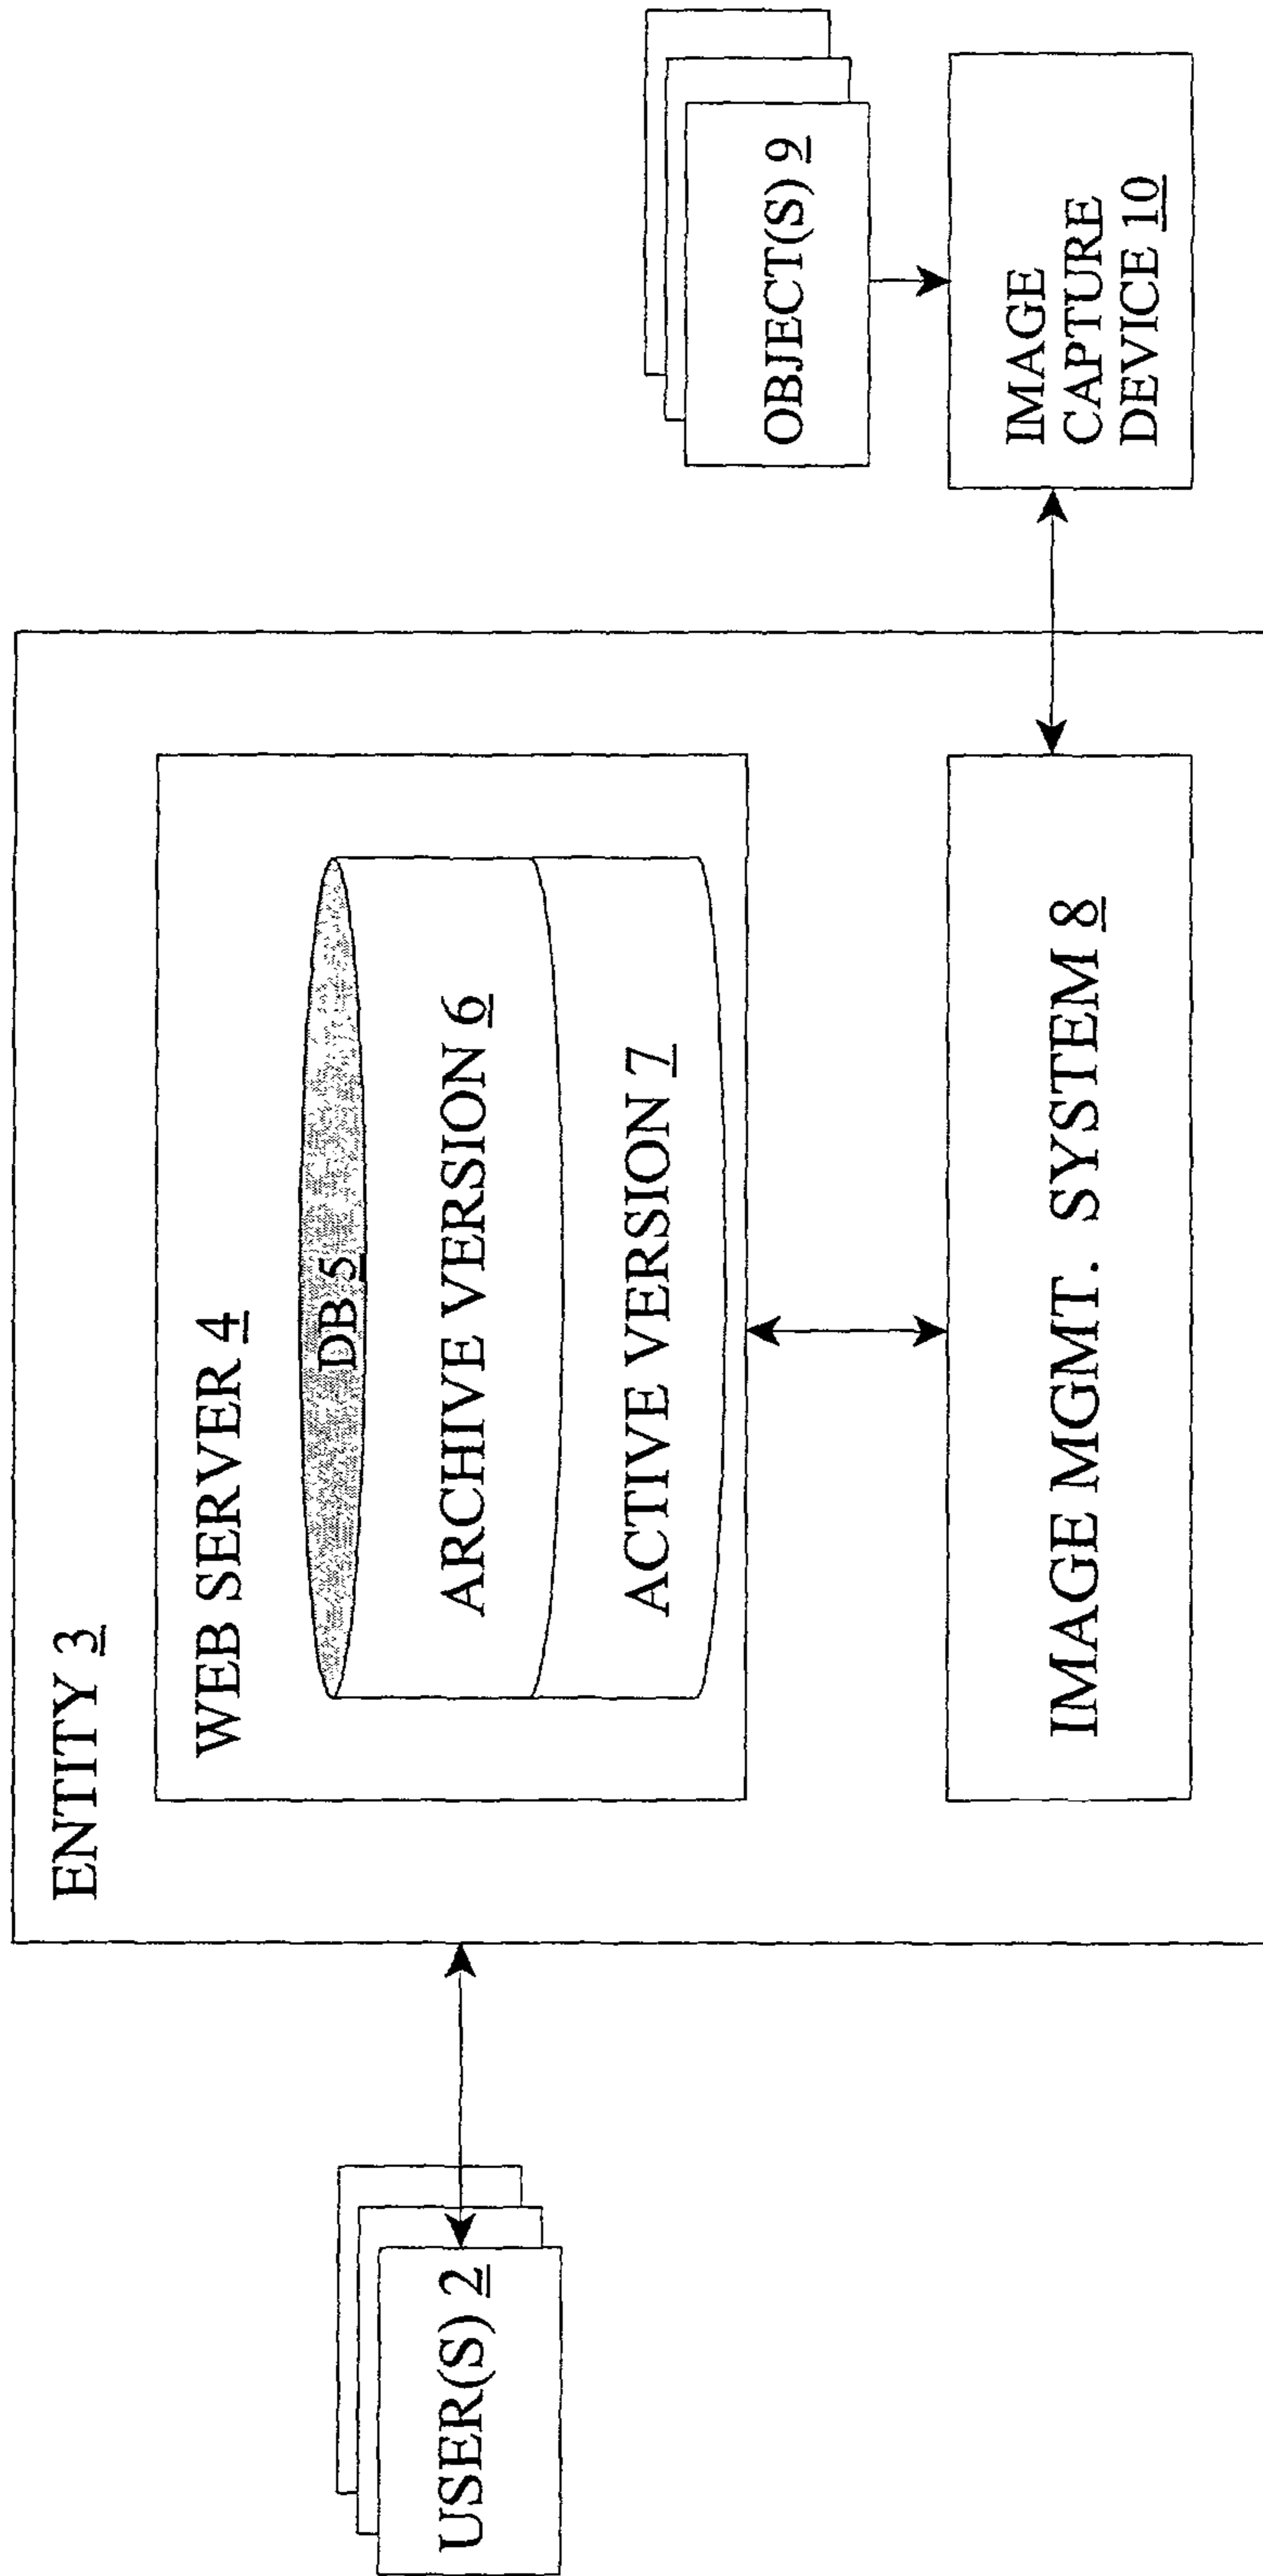 ENTITY 3
WEB SERVER 4
DB 5
ARCHIVE VERSION 6
ACTIVE VERSION 7
IMAGE MGMT. SYSTEM 8
USER(S) 2
OBJECT(S) 9
IMAGE
CAPTURE
DEVICE 10